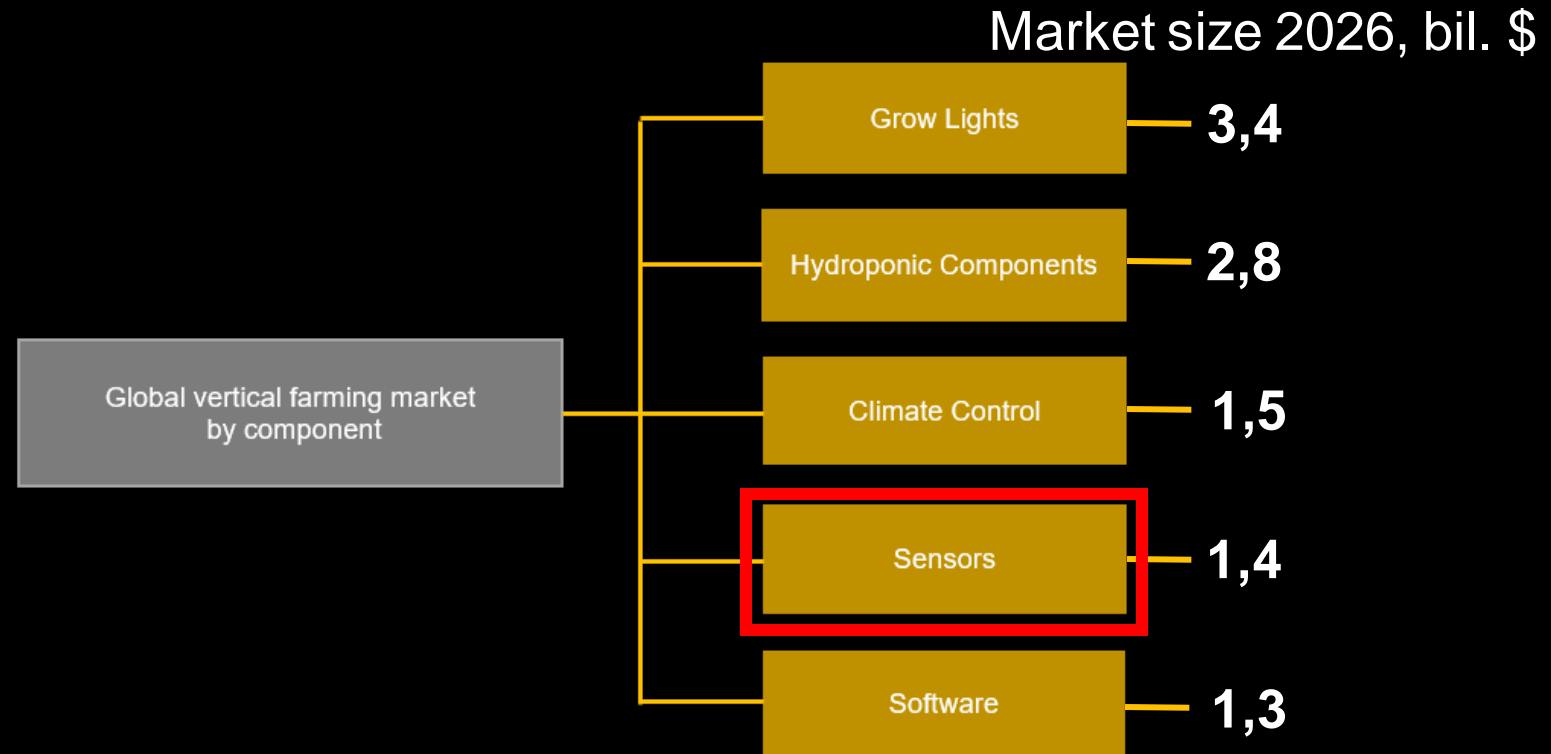 Market size 2026, bil. $
Grow Lights
3,4
Hydroponic Components
2,8
Global vertical farming market
by component
Climate Control
1,5
Sensors
1,4
Software
1,3